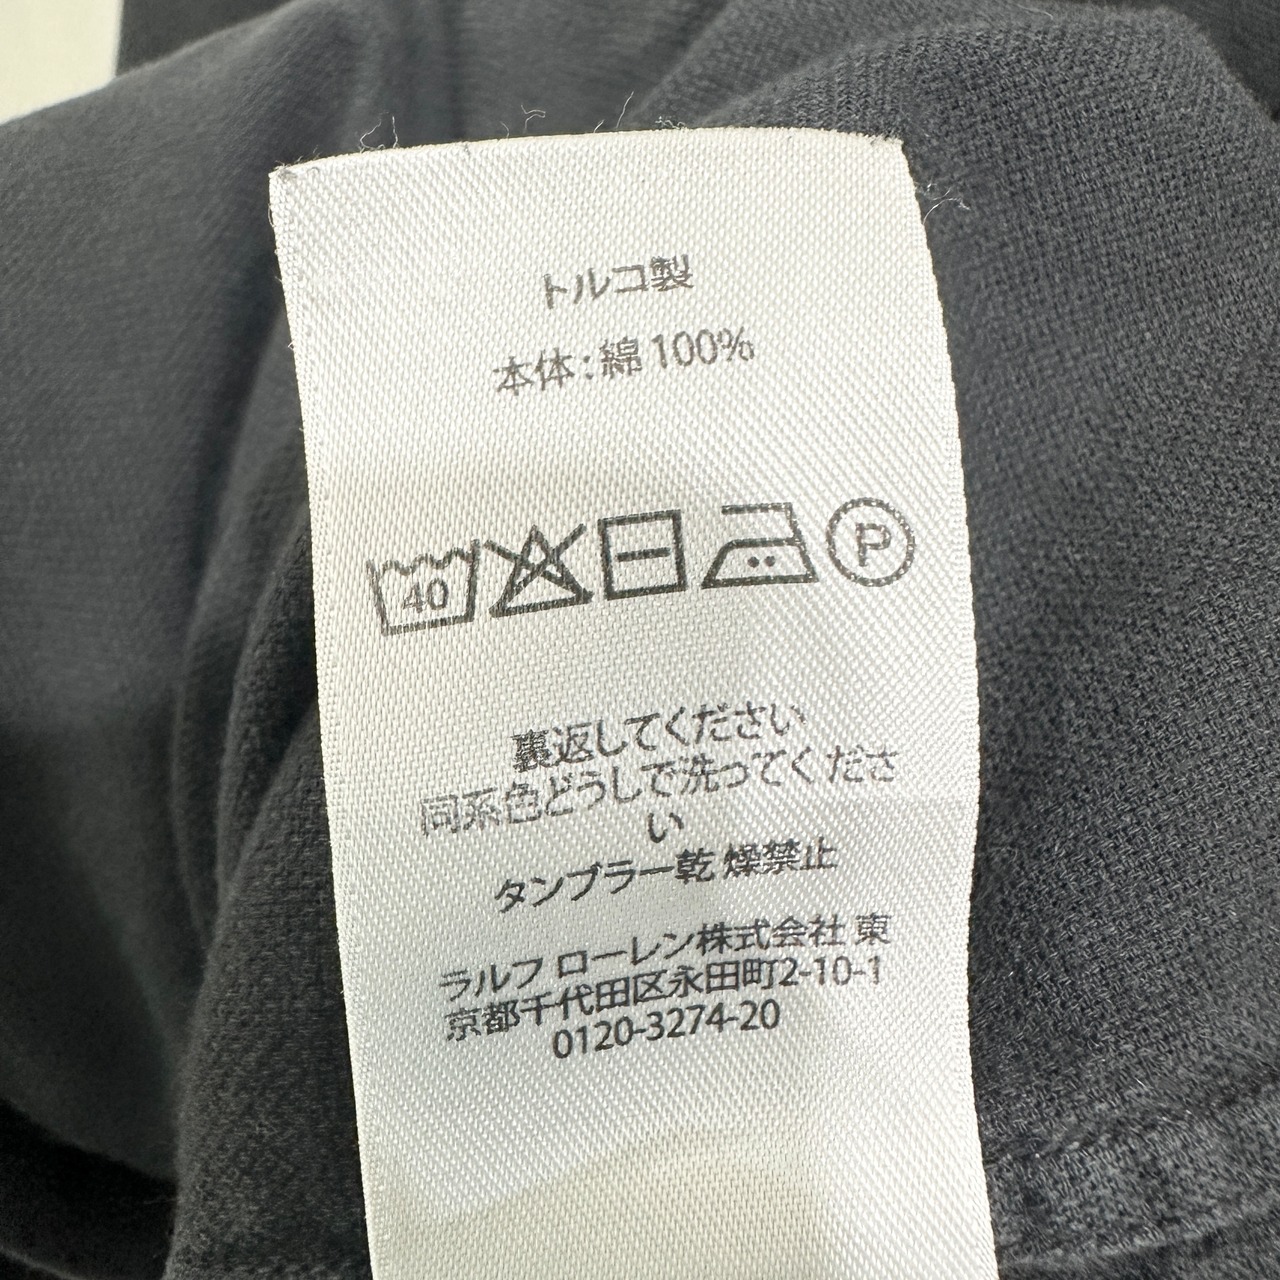 トルコ製
本体:綿 100%
40
P
裏返してください
同系色どうしで洗ってくださ
い
タンブラー乾 燥禁止
ラルフ ローレン株式会社 東
京都千代田区永田町2-10-1
0120-3274-20